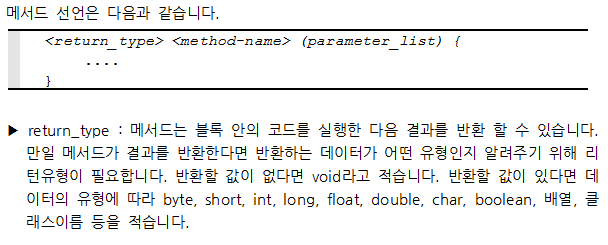 메서드 선언은 다음과 같습니다.
<return_type> <method-name> (parameter_list) {
....
}
▶ return_type : 메서드는 블록 안의 코드를 실행한 다음 결과를 반환 할 수 있습니다.
만일 메서드가 결과를 반환한다면 반환하는 데이터가 어떤 유형인지 알려주기 위해 리
턴유형이 필요합니다. 반환할 값이 없다면 void라고 적습니다. 반환할 값이 있다면 데
이터의 유형에 따라 byte, short, int, long, float, double, char, boolean, 배열, 클
래스이름 등을 적습니다.